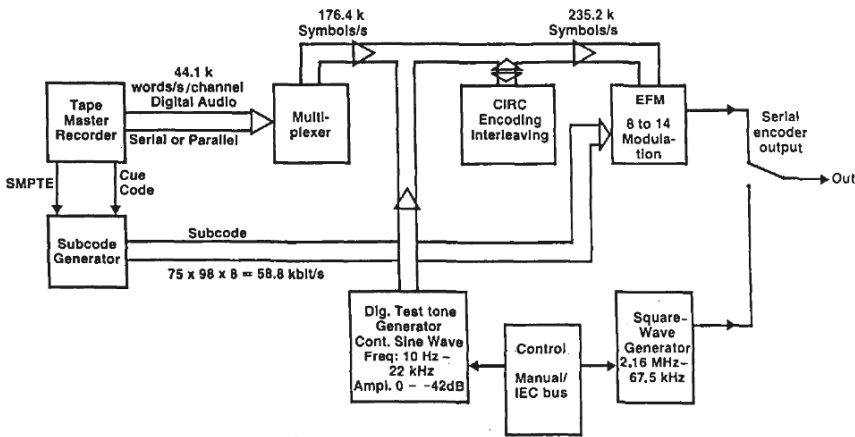 176.4 k
Symbols/s
235.2 k
Symbols/s
44.1 k
words/s/channel
Digital Audio
Serial or Parallel
Tape
Master
Recorder
Multi-
plexer
CIRC
Encoding
Interleaving
EFM
8 to 14
Modula-
tion
Serial
encoder
output
Out
SMPTE
Cue
Code
Subcode
Generator
Subcode
75 x 98 x 8 = 58.8 kbit/s
Dig. Test tone
Generator
Cont. Sine Wave
Freq: 10 Hz ~
22 kHz
Ampl. 0 - -42dB
Control
Manual/
IEC bus
Square-
Wave
Generator
2.16 MHz~
67.5 kHz